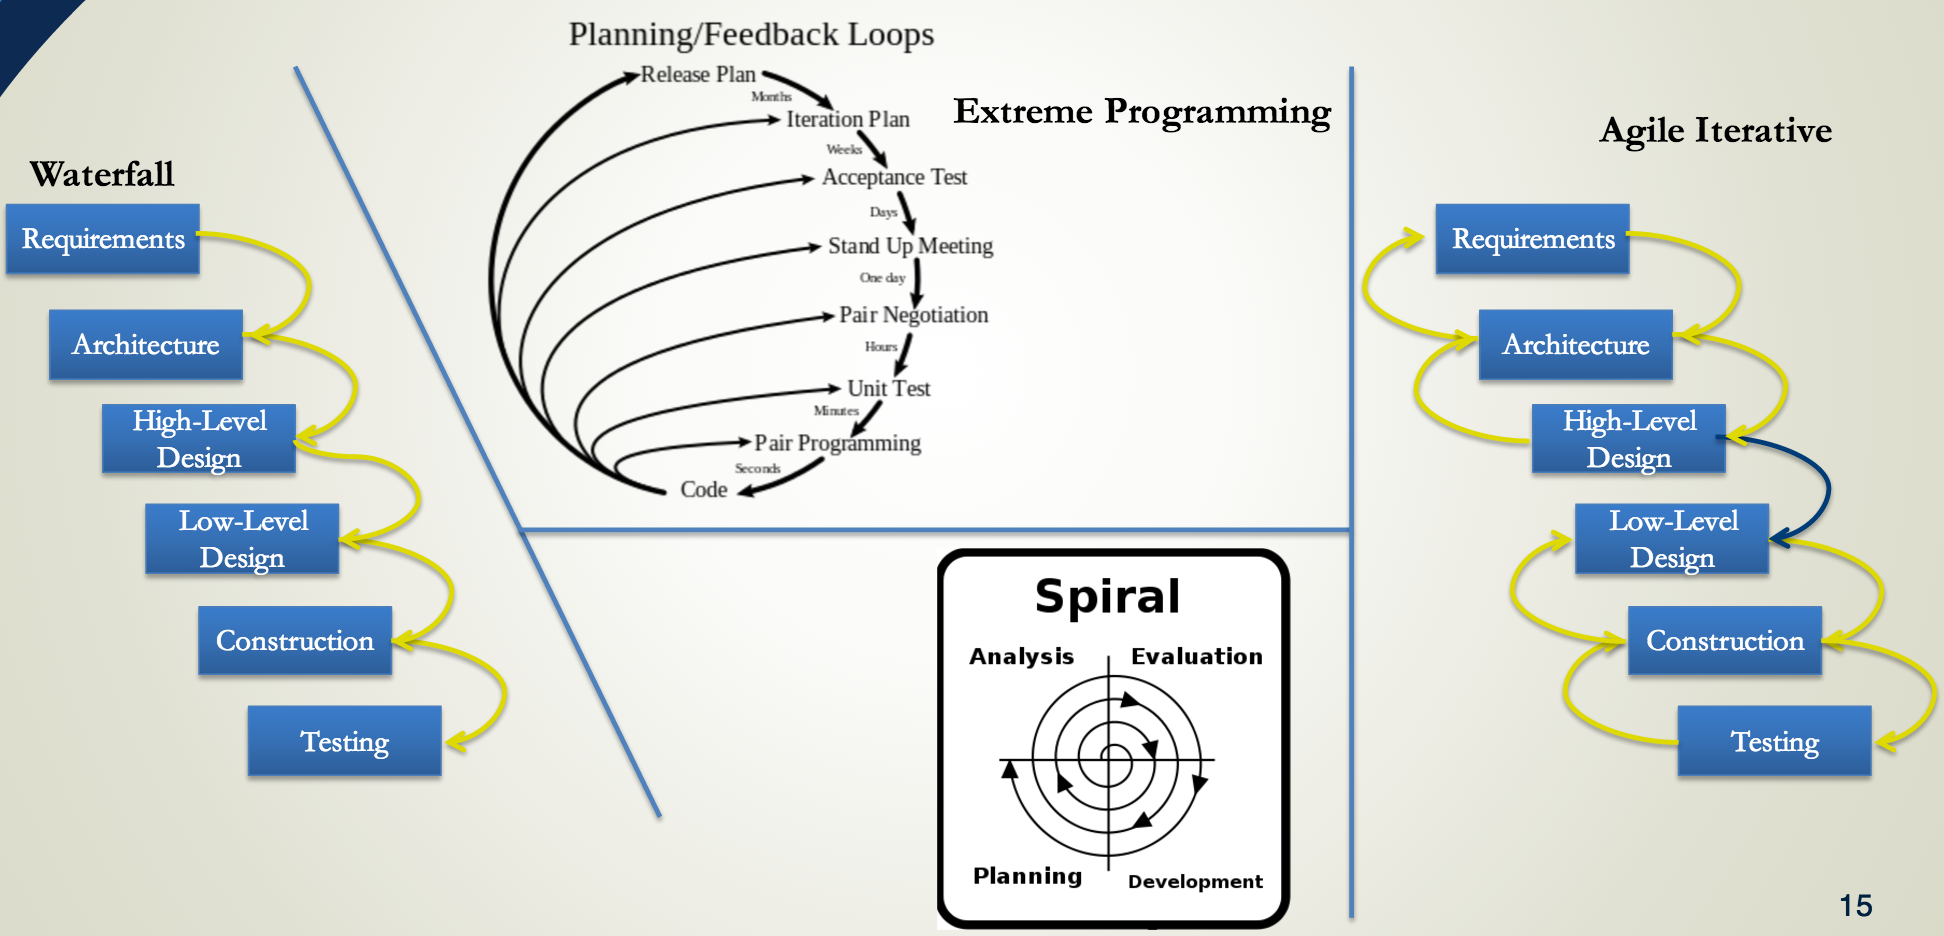 Waterfall
Requirements
Architecture
High-Level
Design
Low-Level
Design
Construction
Testing
Planning/Feedback Loops
Release Plan
Months
Iteration Plan
Weeks
Acceptance Test
Days
Stand Up Meeting
One day
Pair Negotiation
Hours
Unit Test
Minutes
Pair Programming
Seconds
Code
Extreme Programming
Spiral
Analysis
Evaluation
Planning
Development
Agile Iterative
Requirements
Architecture
High-Level
Design
Low-Level
Design
Construction
Testing
15